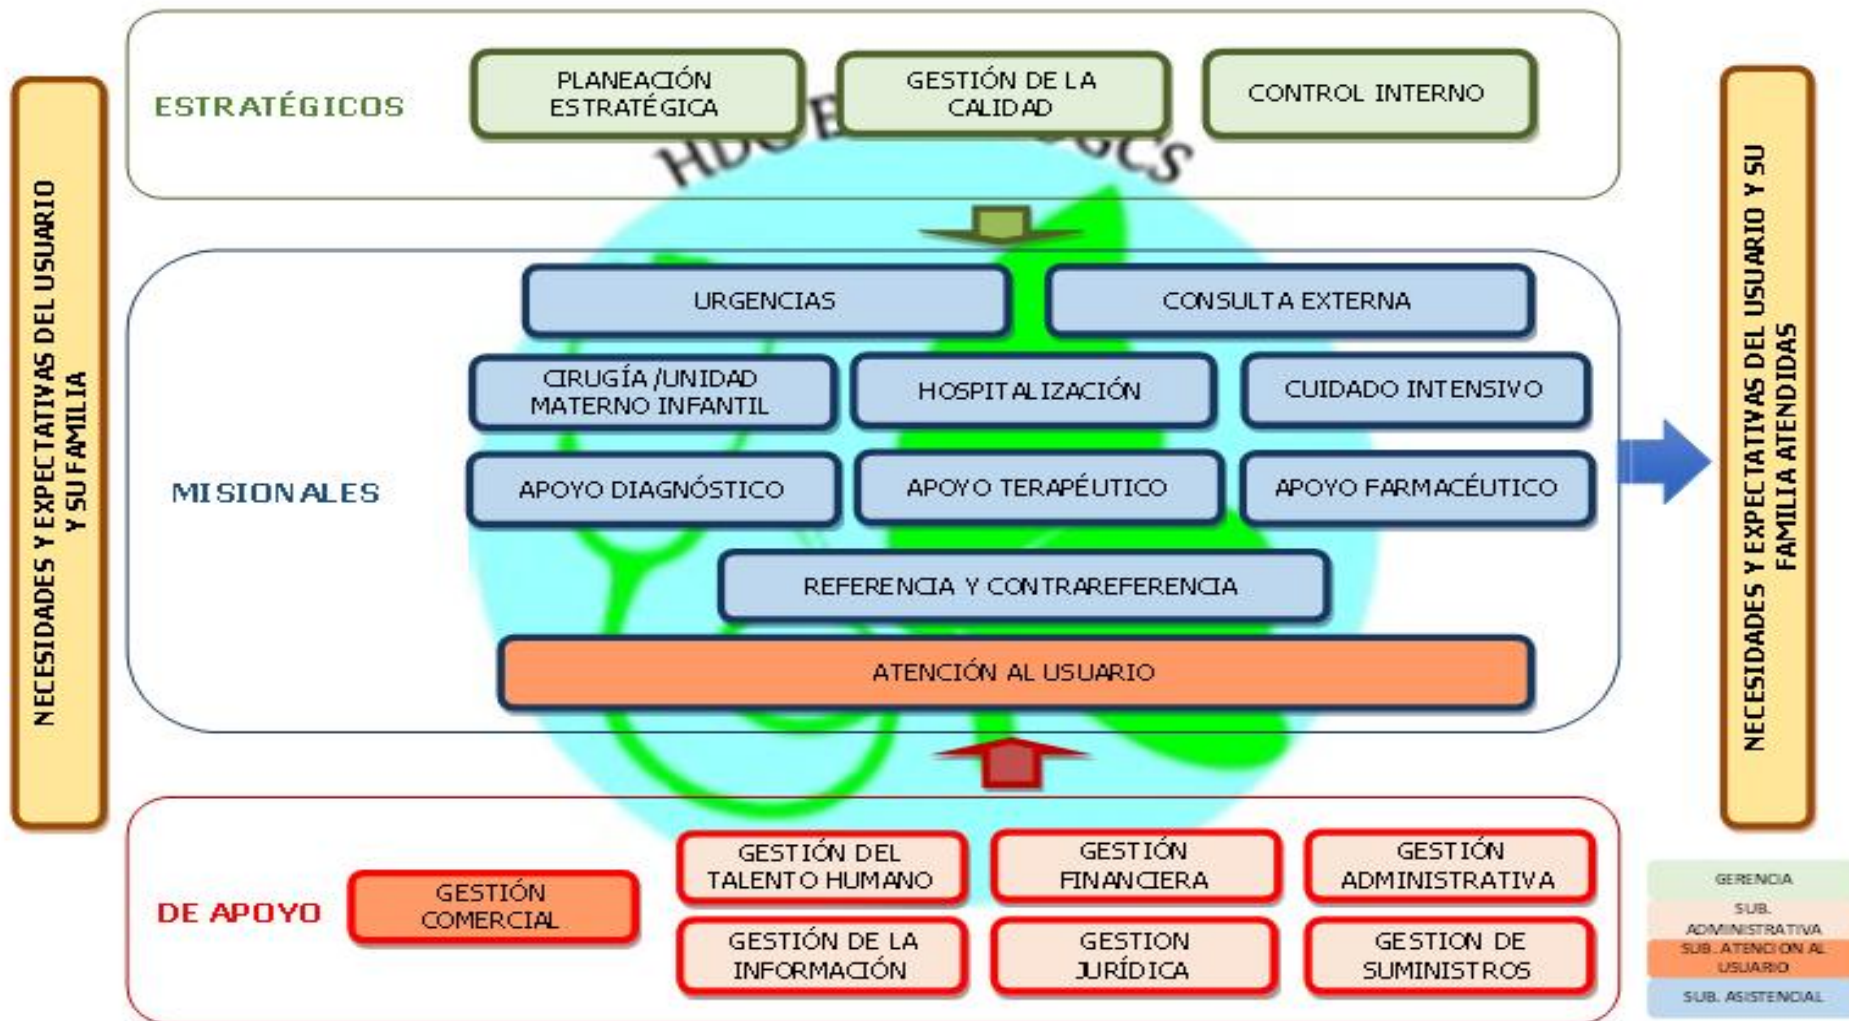 NECESIDADES Y EXPECTATIVAS DEL USUARIO
Y SU FAMILIA
ESTRATÉGICOS
PLANEACIÓN
ESTRATÉGICA
GESTIÓN DE LA
CALIDAD
CONTROL INTERNO
MISIONALES
URGENCIAS
CONSULTA EXTERNA
CIRUGÍA /UNIDAD
MATERNO INFANTIL
HOSPITALIZACIÓN
CUIDADO INTENSIVO
APOYO DIAGNÓSTICO
APOYO TERAPÉUTICO
APOYO FARMACÉUTICO
REFERENCIA Y CONTRAREFERENCIA
ATENCIÓN AL USUARIO
DE APOYO
GESTIÓN
COMERCIAL
GESTIÓN DEL
TALENTO HUMANO
GESTIÓN
FINANCIERA
GESTIÓN
ADMINISTRATIVA
GESTIÓN DE LA
INFORMACIÓN
GESTION
JURÍDICA
GESTION DE
SUMINISTROS
NECESIDADES Y EXPECTATIVAS DEL USUARIO Y SU
FAMILIA ATENDIDAS
GERENCIA
SUB.
ADMINISTRATIVA
SUB. ATENCION AL
USUARIO
SUB. ASISTENCIAL